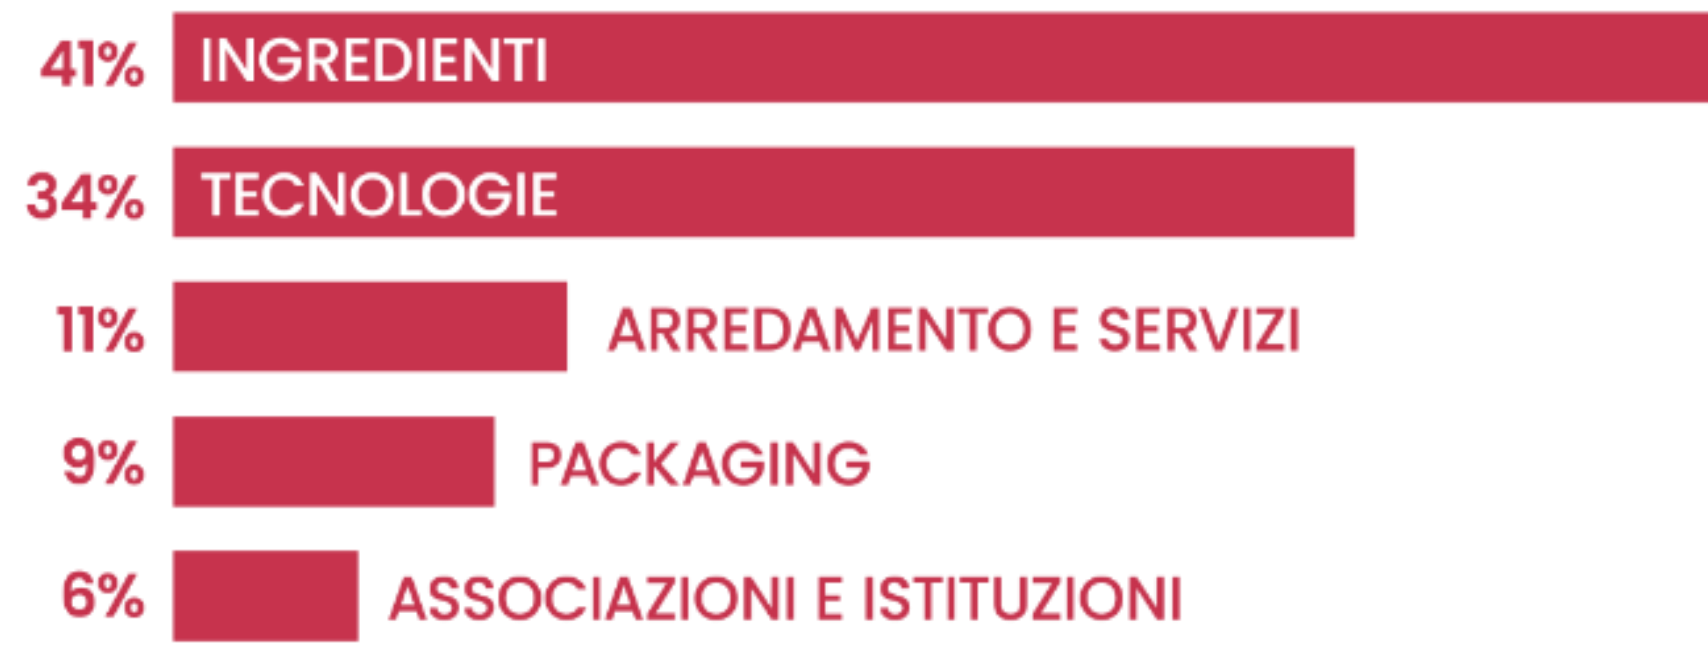 41% INGREDIENTI
34% TECNOLOGIE
11% ARREDAMENTO E SERVIZI
9% PACKAGING
6% ASSOCIAZIONI E ISTITUZIONI